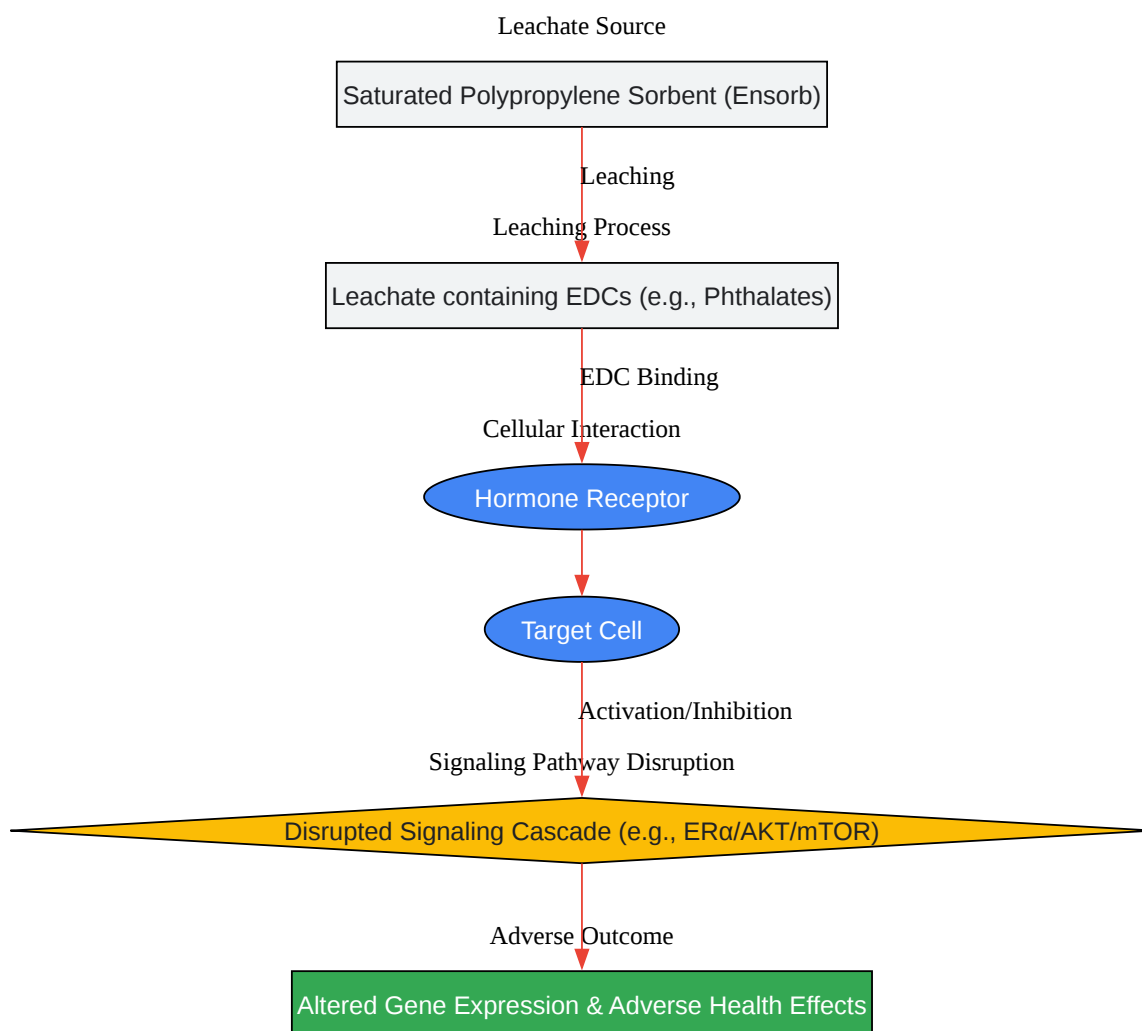 Leachate Source
Saturated Polypropylene Sorbent (Ensorb)
Leaching
Leaching Process
Leachate containing EDCs (e.g., Phthalates)
EDC Binding
Cellular Interaction
Hormone Receptor
Target Cell
Activation/Inhibition
Signaling Pathway Disruption
Disrupted Signaling Cascade (e.g., ERα/AKT/mTOR)
Adverse Outcome
Altered Gene Expression & Adverse Health Effects